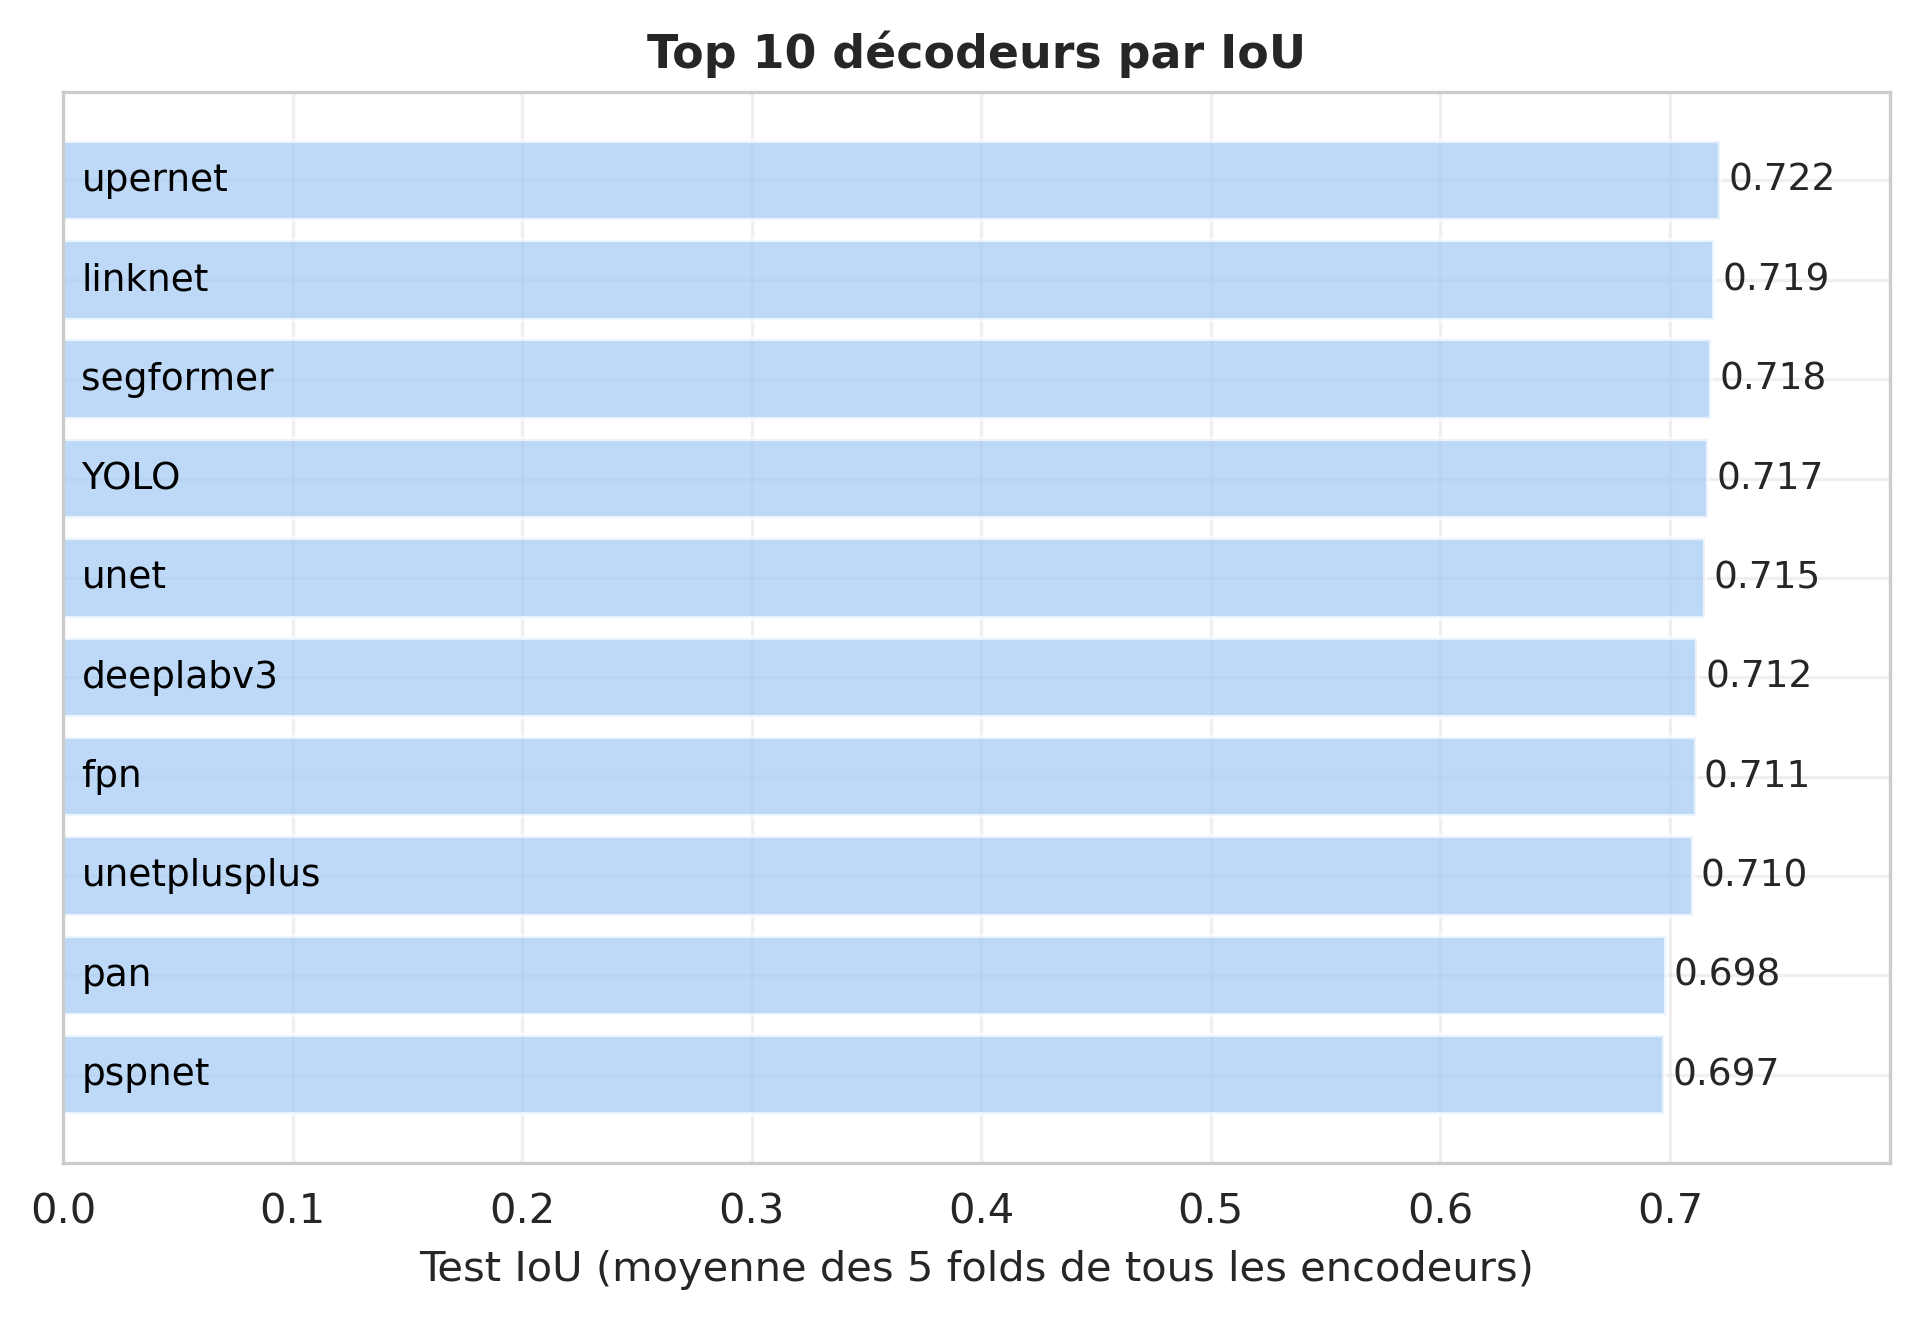 Top 10 décodeurs par IoU
upernet 0.722
linknet 0.719
segformer 0.718
YOLO 0.717
unet 0.715
deeplabv3 0.712
fpn 0.711
unetplusplus 0.710
pan 0.698
pspnet 0.697
0.0 0.1 0.2 0.3 0.4 0.5 0.6 0.7
Test IoU (moyenne des 5 folds de tous les encodeurs)